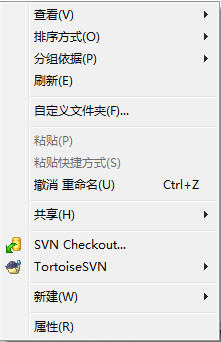 查看(V)
排序方式(O)
分组依据(P)
刷新(E)
自定义文件夹(F)...
粘贴(P)
粘贴快捷方式(S)
撤消 重命名(U) Ctrl+Z
共享(H)
SVN Checkout...
TortoiseSVN
新建(W)
属性(R)